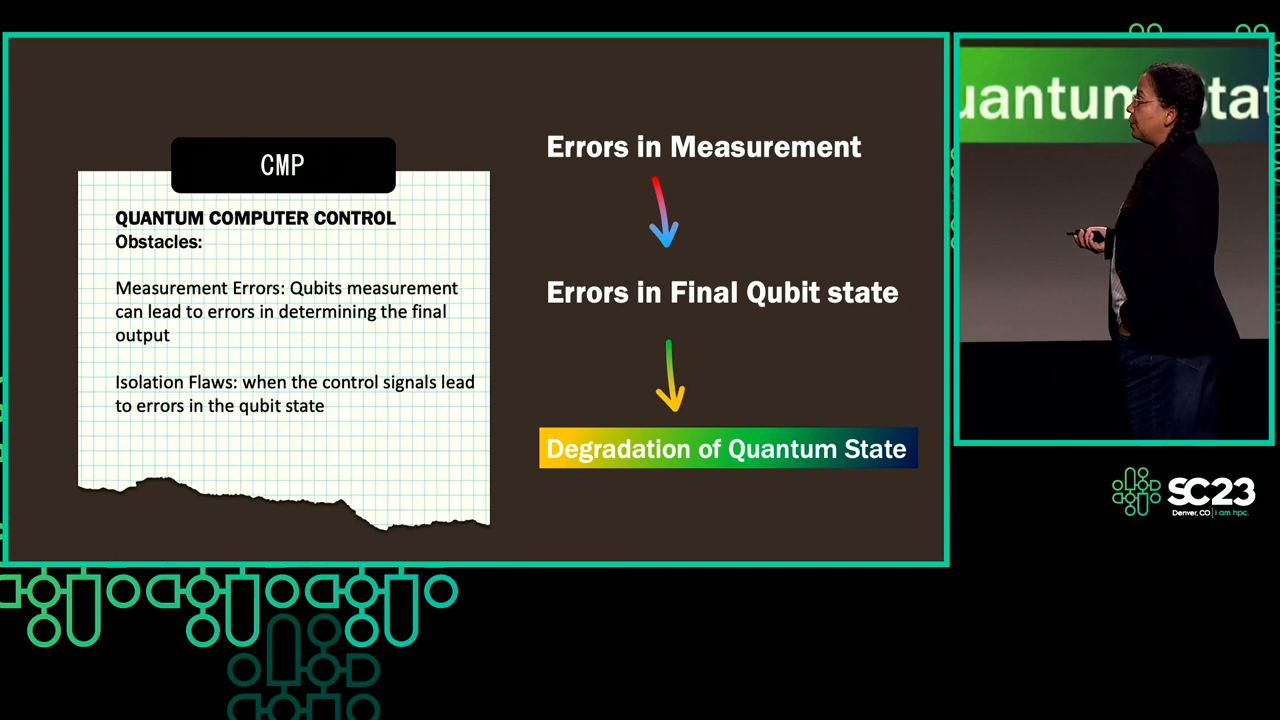 CMP
QUANTUM COMPUTER CONTROL
Obstacles:
Measurement Errors: Qubits measurement
can lead to errors in determining the final
output
Isolation Flaws: when the control signals lead
to errors in the qubit state
Errors in Measurement
Errors in Final Qubit state
Degradation of Quantum State
uantum Stat
SC23
Denver, CO | i am hpc.